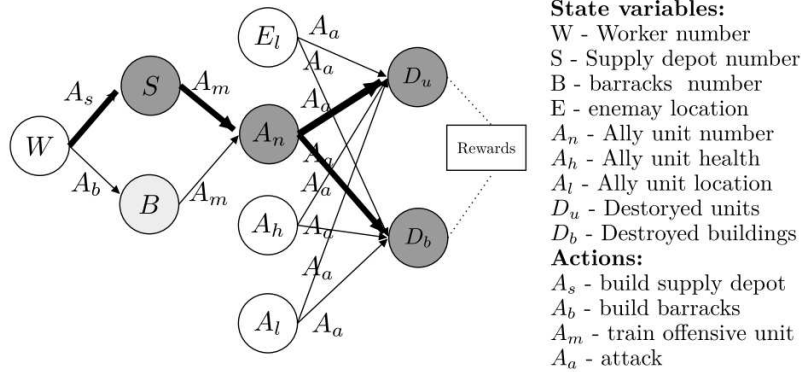 W
S
B
E_l
A_n
A_h
A_l
D_u
D_b
A_s
A_b
A_m
A_m
A_a
A_a
A_a
A_a
A_a
A_a
A_a
A_a
Rewards
State variables:
W - Worker number
S - Supply depot number
B - barracks number
E - enemay location
A_n - Ally unit number
A_h - Ally unit health
A_l - Ally unit location
D_u - Destoryed units
D_b - Destroyed buildings
Actions:
A_s - build supply depot
A_b - build barracks
A_m - train offensive unit
A_a - attack